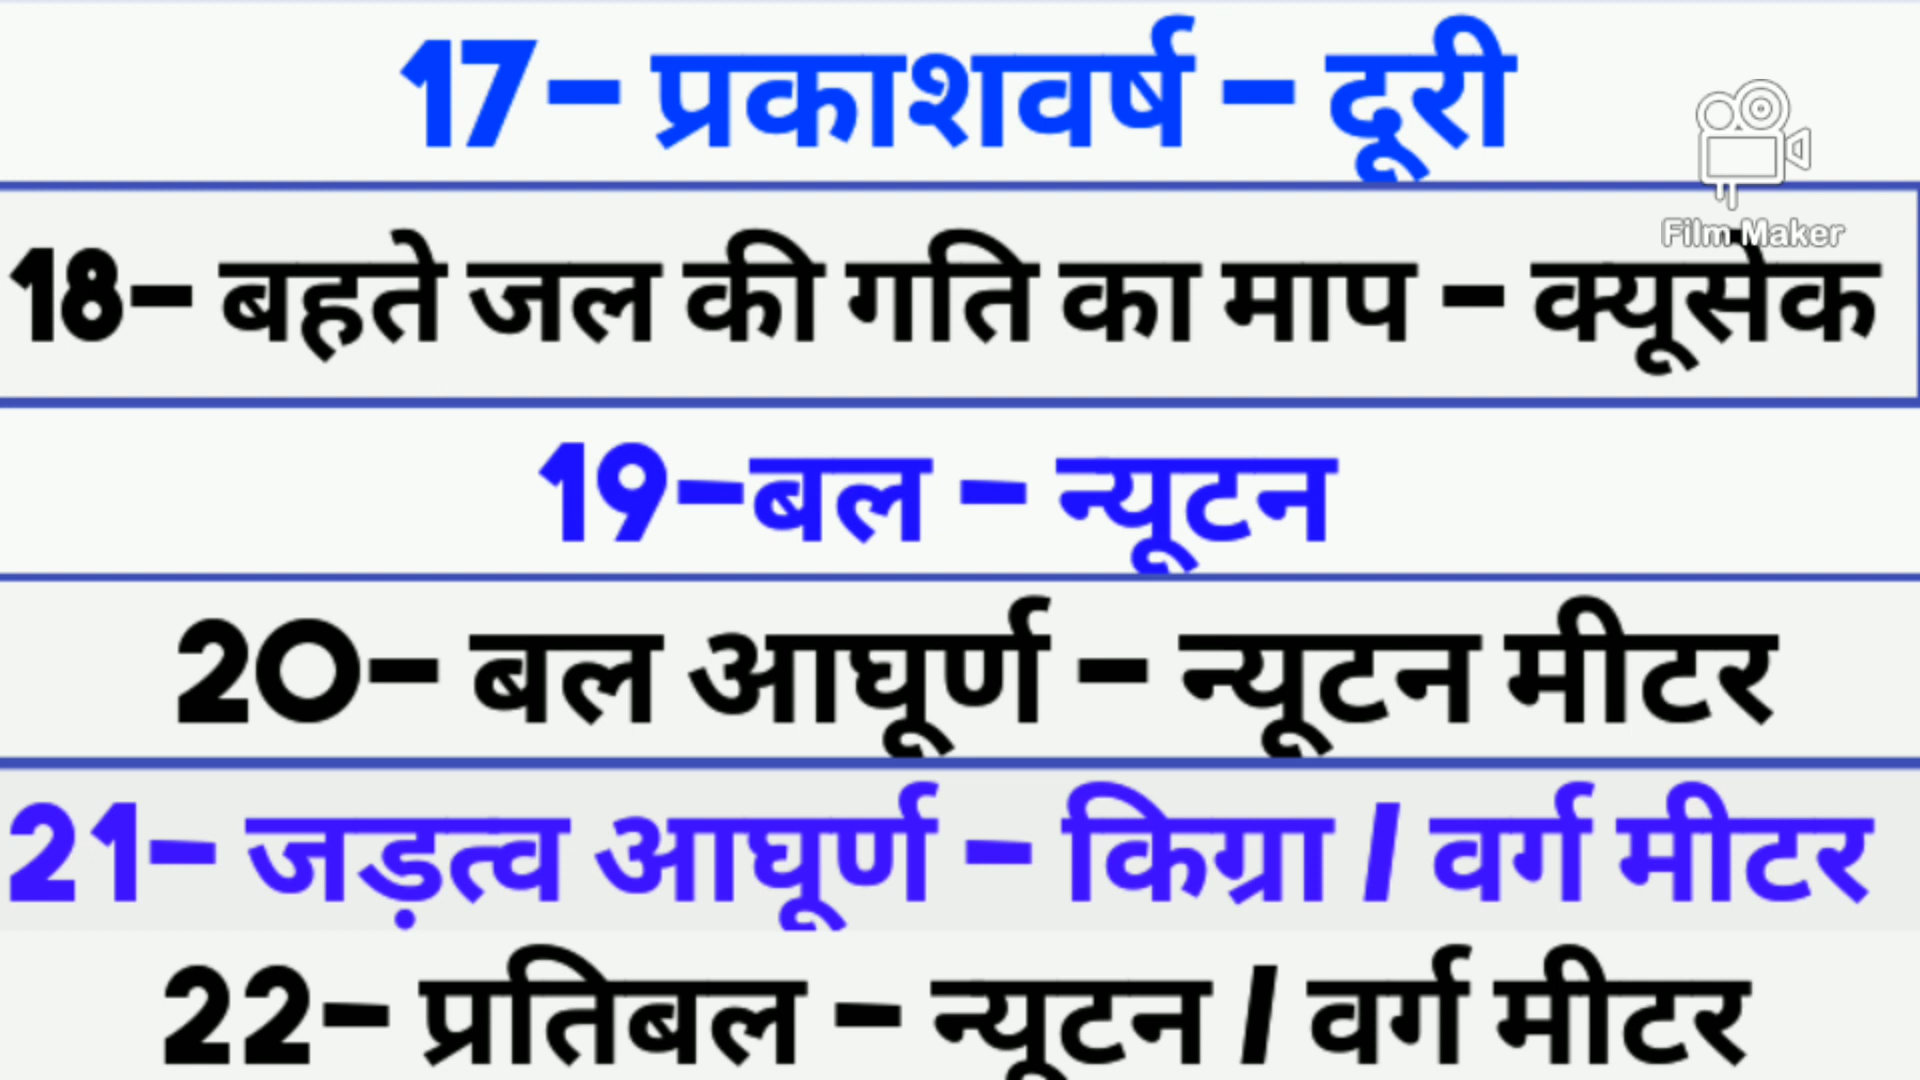 17- प्रकाशवर्ष - दूरी
Film Maker
18- बहते जल की गति का माप - क्यूसेक
19-बल - न्यूटन
20- बल आघूर्ण - न्यूटन मीटर
21- जड़त्व आघूर्ण - किग्रा / वर्ग मीटर
22- प्रतिबल - न्यूटन / वर्ग मीटर